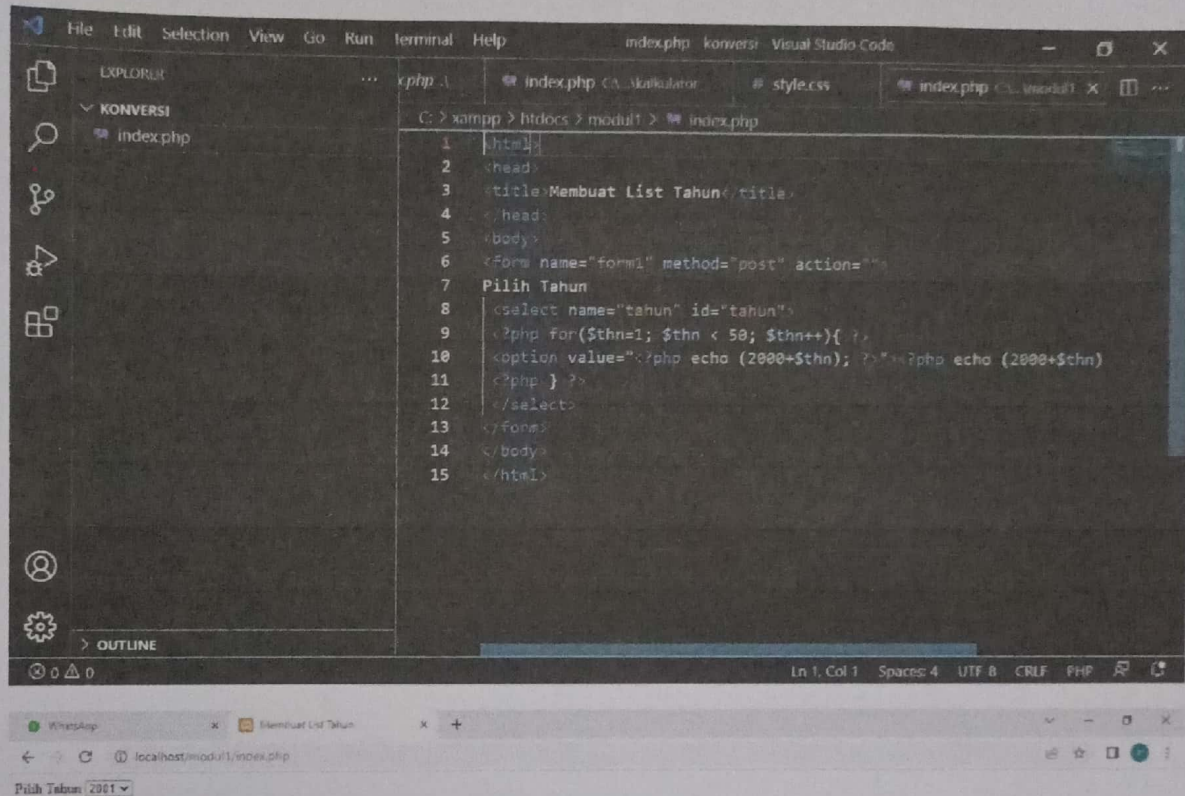 File Edit Selection View Go Run Terminal Help index.php konversi Visual Studio Code
EXPLORER ... index.php C:\...\kalkulator # style.css index.php C:\...\modul1 × ...
KONVERSI
index.php
C: > xampp > htdocs > modul1 > index.php
1 <html>
2 <head>
3 <title>Membuat List Tahun</title>
4 </head>
5 <body>
6 <form name="form1" method="post" action="">
7 Pilih Tahun
8 <select name="tahun" id="tahun">
9 <?php for($thn=1; $thn < 50; $thn++){ ?>
10 <option value="<?php echo (2000+$thn); ?>"><?php echo (2000+$thn)
11 <?php } ?>
12 </select>
13 </form>
14 </body>
15 </html>
> OUTLINE
0 0 Ln 1, Col 1 Spaces: 4 UTF 8 CRLF PHP
WhatsApp × Membuat List Tahun × +
localhost/modul1/index.php
Pilih Tahun 2001